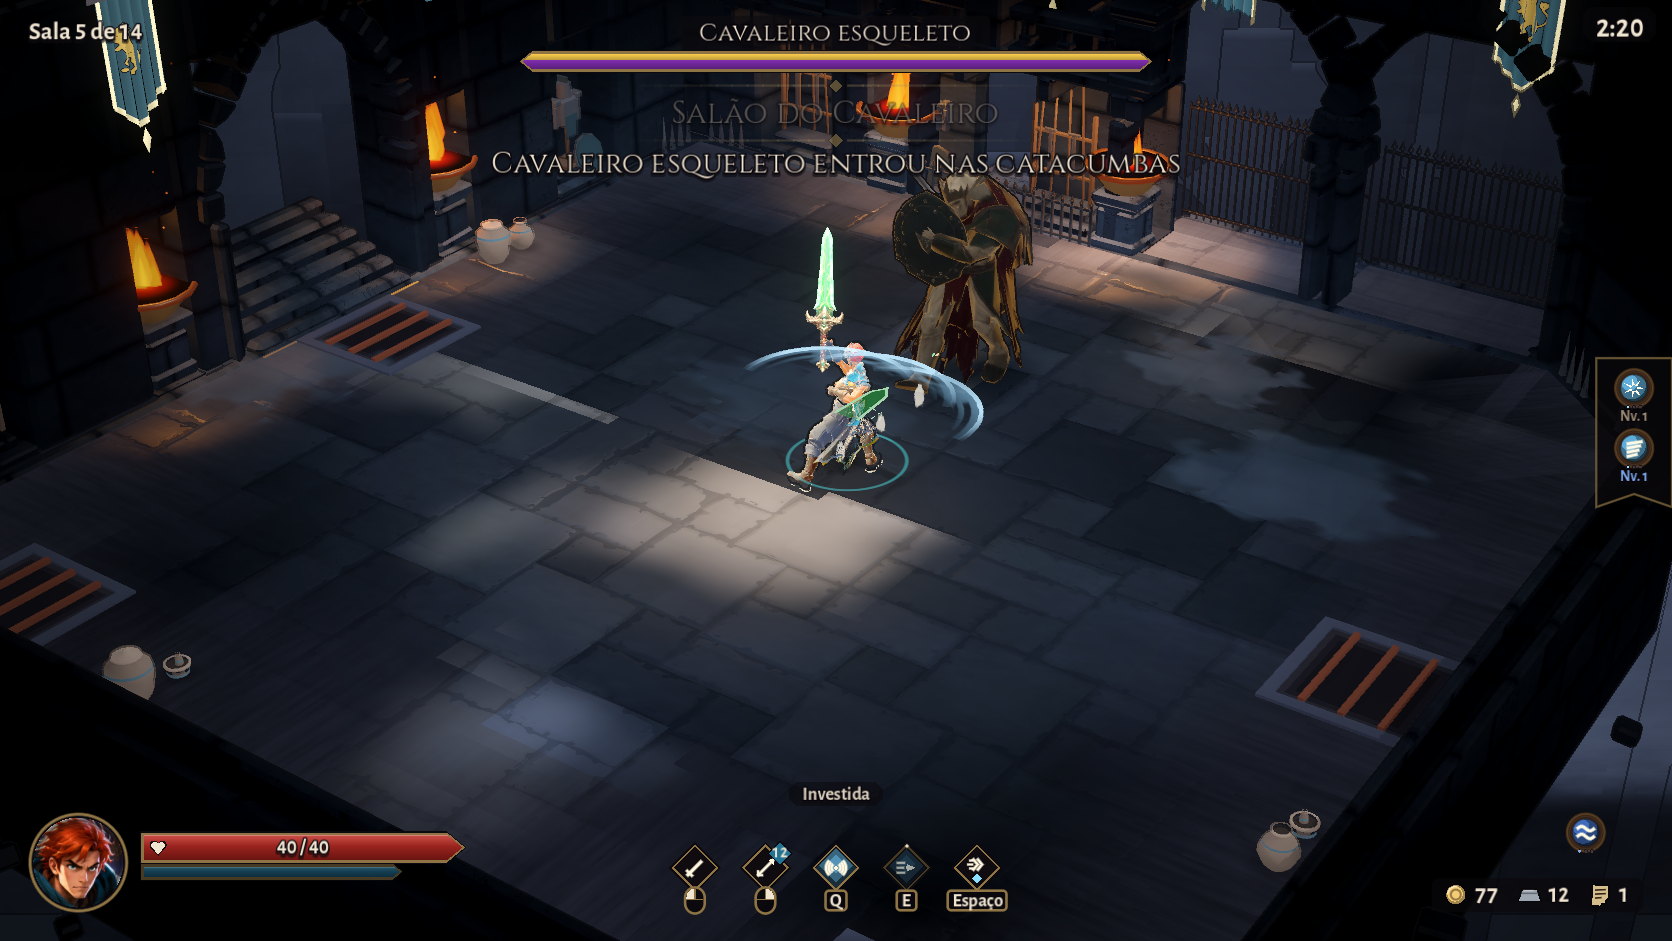 Sala 5 de 14
Cavaleiro esqueleto
2:20
Salão do Cavaleiro
Cavaleiro esqueleto entrou nas catacumbas
Nv.1
Nv.1
Investida
40/40
12
Q
E
Espaço
77
12
1